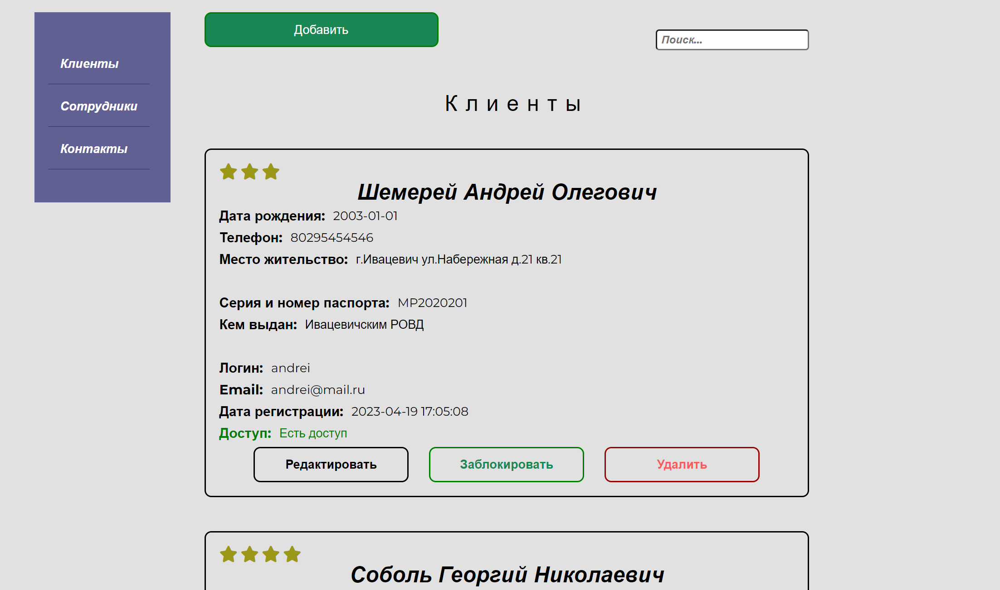 Клиенты
Сотрудники
Контакты
Добавить
Поиск...
Клиенты
Шемерей Андрей Олегович
Дата рождения: 2003-01-01
Телефон: 80295454546
Место жительство: г.Ивацевич ул.Набережная д.21 кв.21
Серия и номер паспорта: MP2020201
Кем выдан: Ивацевичским РОВД
Логин: andrei
Email: andrei@mail.ru
Дата регистрации: 2023-04-19 17:05:08
Доступ: Есть доступ
Редактировать
Заблокировать
Удалить
Соболь Георгий Николаевич